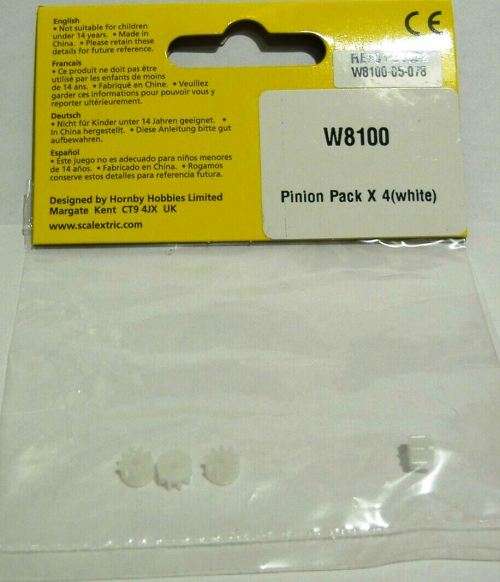 English
• Not suitable for children
under 14 years. • Made in
China. • Please retain these
details for future reference.
Français
• Ce produit ne doit pas être
utilisé par les enfants de moins
de 14 ans. • Fabriqué en Chine. • Veuillez
garder ces informations pour pouvoir vous y
reporter ultérieurement.
Deutsch
• Nicht für Kinder unter 14 Jahren geeignet. •
In China hergestellt. • Diese Anleitung bitte gut
aufbewahren.
Español
• Este juego no es adecuado para niños menores
de 14 años. • Fabricado en China. • Rogamos
conserve estos detalles para referencia futura.
Designed by Hornby Hobbies Limited
Margate Kent CT9 4JX UK
www.scalextric.com
CE
W8100-05-078
W8100
Pinion Pack X 4(white)